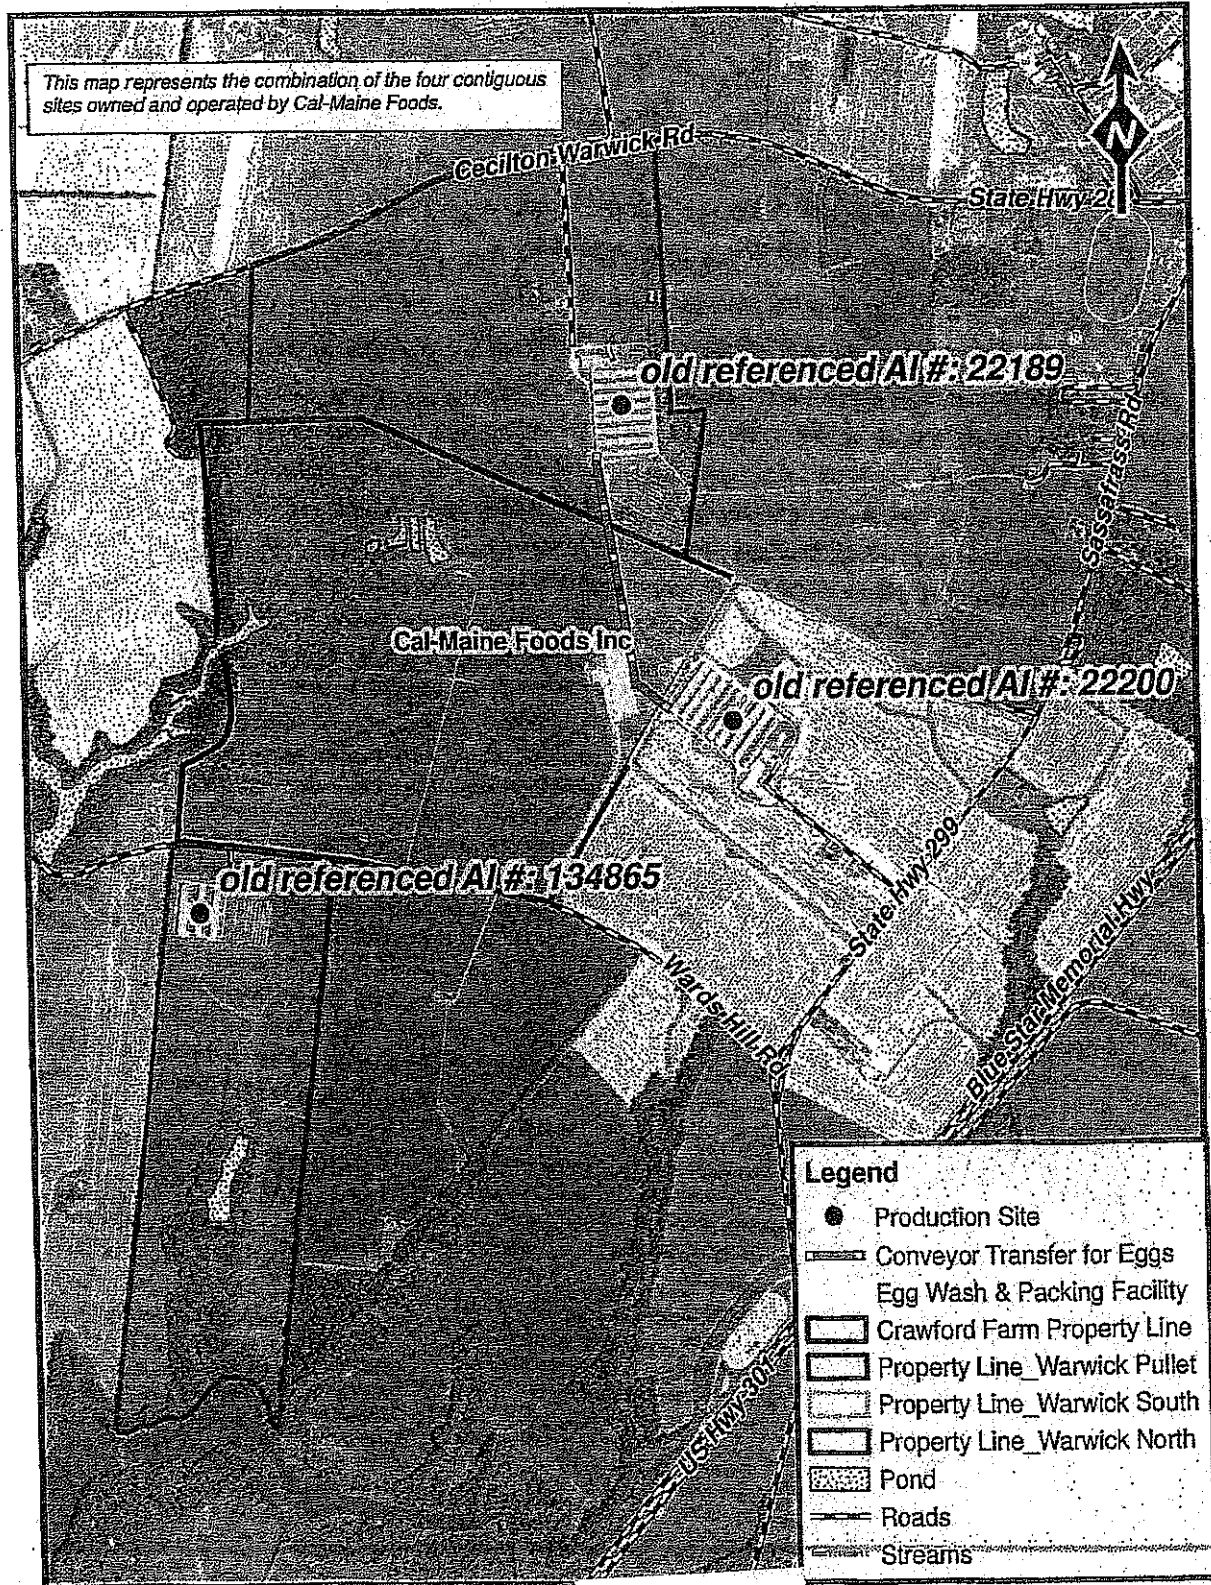 This map represents the combination of the four contiguous
sites owned and operated by Cal-Maine Foods.
N
Cecilton-Warwick Rd
State Hwy 28
old referenced AI #: 22189
Sassafrass Rd
Cal-Maine Foods Inc
old referenced AI #: 22200
old referenced AI #: 134865
State Hwy 299
Wards Hill Rd
Blue Star Memorial Hwy
US Hwy 301
Legend
Production Site
Conveyor Transfer for Eggs
Egg Wash & Packing Facility
Crawford Farm Property Line
Property Line_Warwick Pullet
Property Line_Warwick South
Property Line_Warwick North
Pond
Roads
Streams